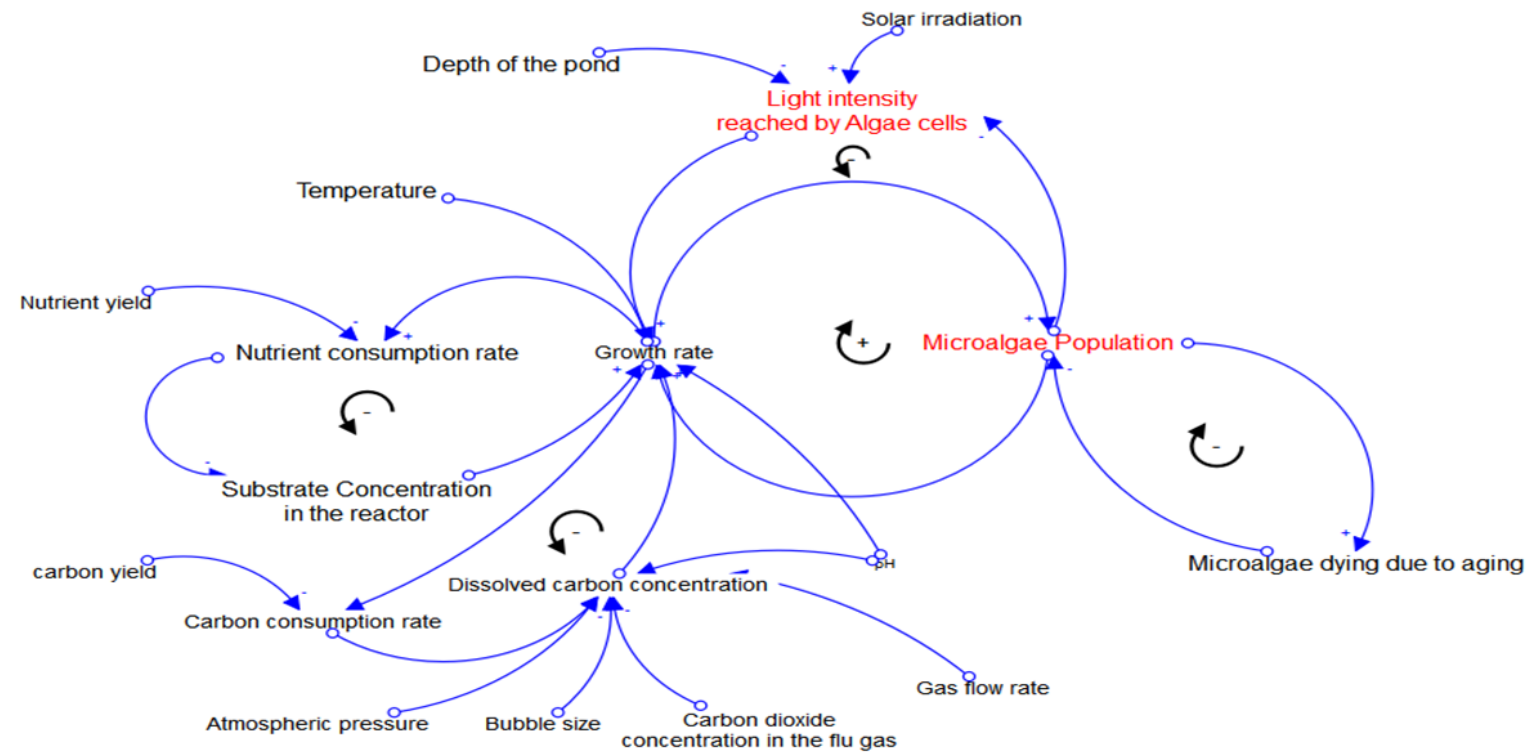 Solar irradiation
Depth of the pond
- +
Light intensity
reached by Algae cells
-
-
Temperature
Nutrient yield
-
+
+
+
Nutrient consumption rate
Growth rate
+
Microalgae Population
+
+
-
-
-
-
Substrate Concentration
in the reactor
-
+
carbon yield
Dissolved carbon concentration
pH
Microalgae dying due to aging
-
Carbon consumption rate
-
-
Gas flow rate
Atmospheric pressure
Bubble size
Carbon dioxide
concentration in the flu gas